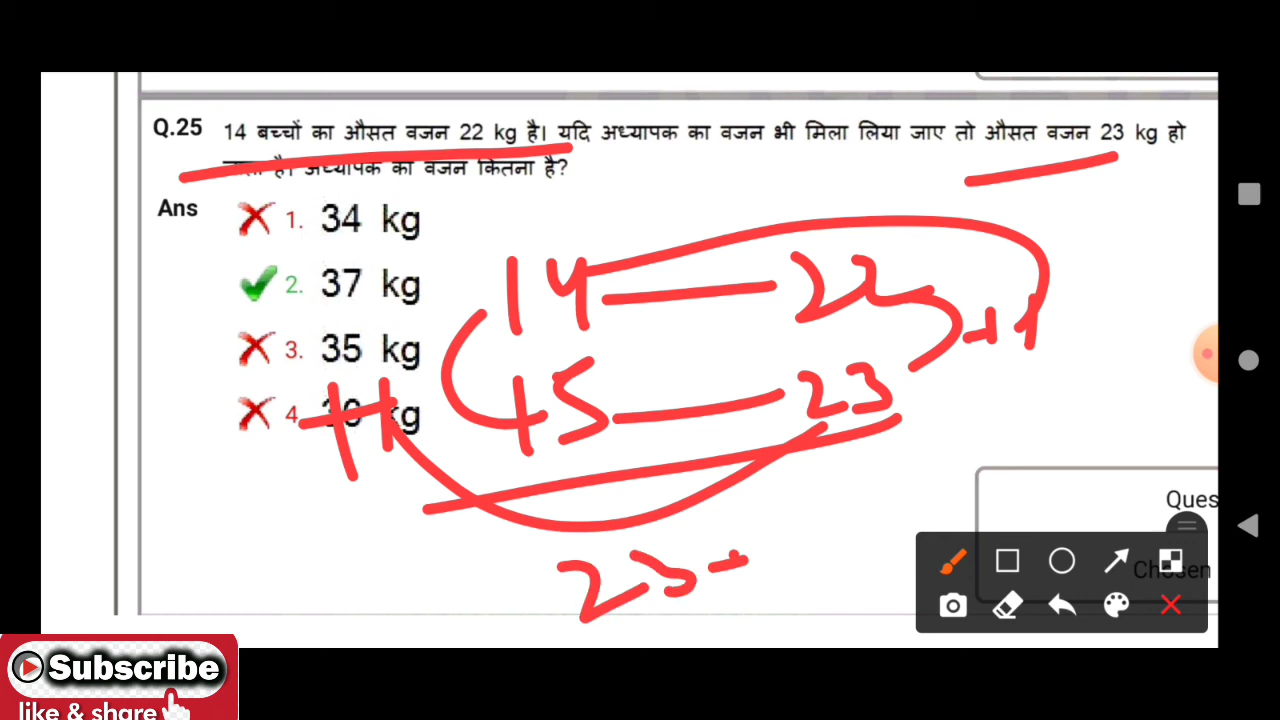 Q.25 14 बच्चों का औसत वजन 22 kg है। यदि अध्यापक का वजन भी मिला लिया जाए तो औसत वजन 23 kg हो
है। अध्यापक का वजन कितना है?
Ans
1. 34 kg
2. 37 kg
3. 35 kg
4. kg
14 — 22
+1
15 — 23
+1
23 +
Ques
Chosen
Subscribe
like & share